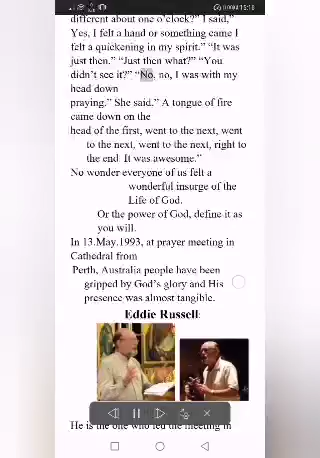 different about one o'clock?" I said,"
Yes, I felt a hand or something came I
felt a quickening in my spirit." "It was
just then." "Just then what?" "You
didn't see it?" "No, no, I was with my
head down
praying." She said." A tongue of fire
came down on the
head of the first, went to the next, went
to the next, went to the next, right to
the end. It was awesome."
No wonder everyone of us felt a
wonderful insurge of the
Life of God.
Or the power of God, define it as
you will.
In 13.May.1993, at prayer meeting in
Cathedral from
Perth, Australia people have been
gripped by God's glory and His
presence was almost tangible.
Eddie Russell:
He is the one who led the meeting in